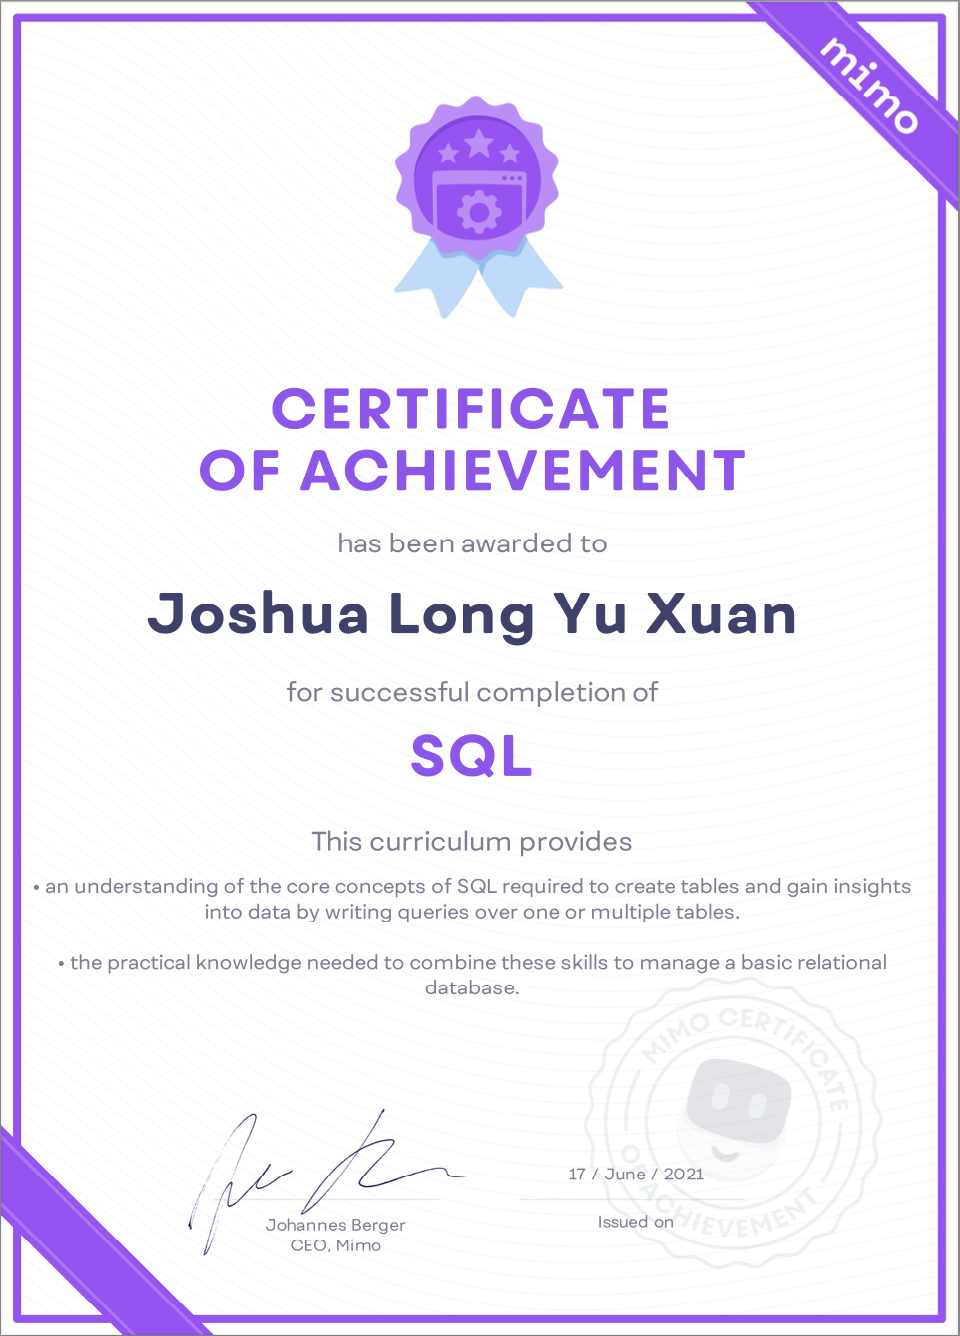 mimo
CERTIFICATE
OF ACHIEVEMENT
has been awarded to
Joshua Long Yu Xuan
for successful completion of
SQL
This curriculum provides
• an understanding of the core concepts of SQL required to create tables and gain insights
into data by writing queries over one or multiple tables.
• the practical knowledge needed to combine these skills to manage a basic relational
database.
MIMO CERTIFICATE
OF ACHIEVEMENT
17 / June / 2021
Johannes Berger
Issued on
CEO, Mimo